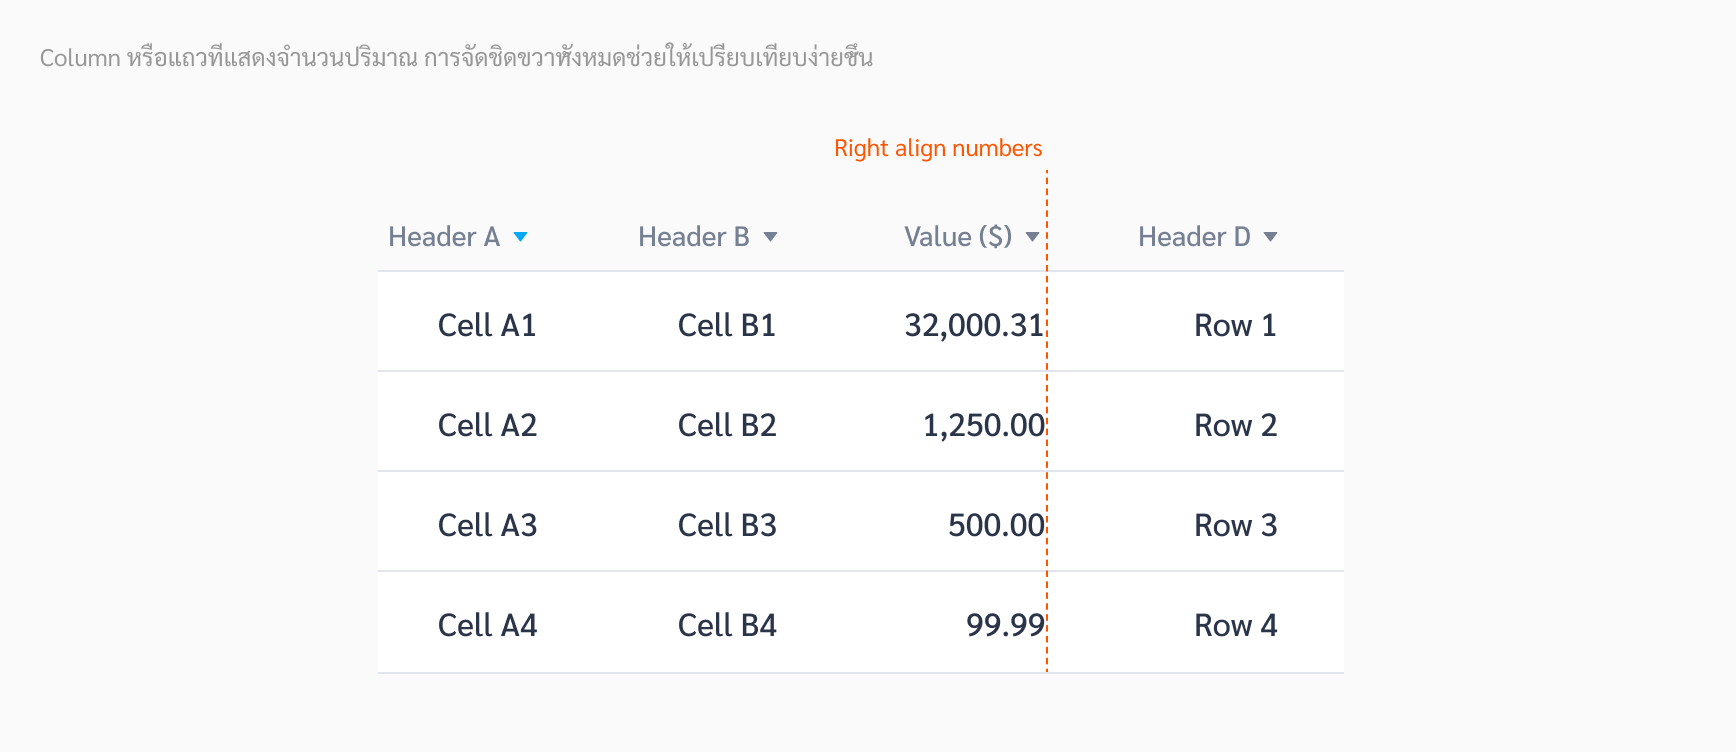 Column หรือแถวที่แสดงจำนวนปริมาณ การจัดชิดขวาทั้งหมดช่วยให้เปรียบเทียบง่ายขึ้น
Right align numbers
Header A Header B Value ($) Header D
Cell A1 Cell B1 32,000.31 Row 1
Cell A2 Cell B2 1,250.00 Row 2
Cell A3 Cell B3 500.00 Row 3
Cell A4 Cell B4 99.99 Row 4